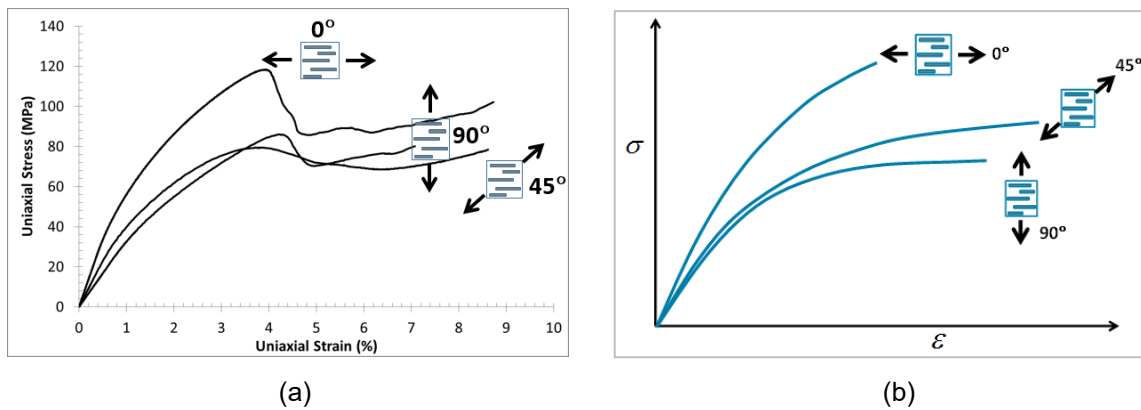 140
120
100
80
60
40
20
0
0 1 2 3 4 5 6 7 8 9 10
Uniaxial Stress (MPa)
Uniaxial Strain (%)
0°
90°
45°
(a)
σ
ε
0°
45°
90°
(b)